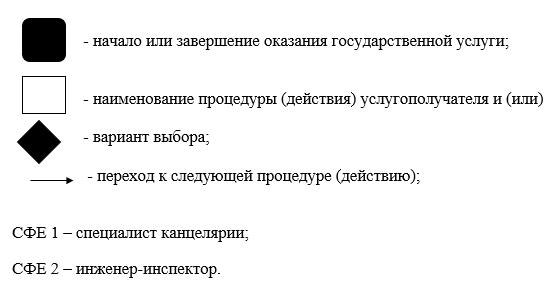 - начало или завершение оказания государственной услуги;
- наименование процедуры (действия) услугополучателя и (или)
- вариант выбора;
- переход к следующей процедуре (действию);
СФЕ 1 – специалист канцелярии;
СФЕ 2 – инженер-инспектор.